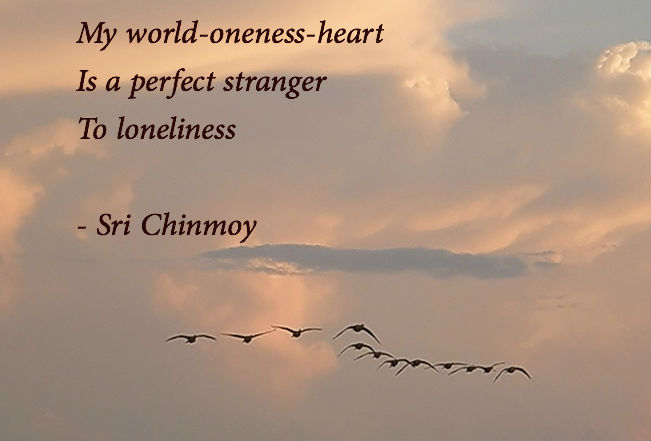 My world-oneness-heart
Is a perfect stranger
To loneliness
- Sri Chinmoy